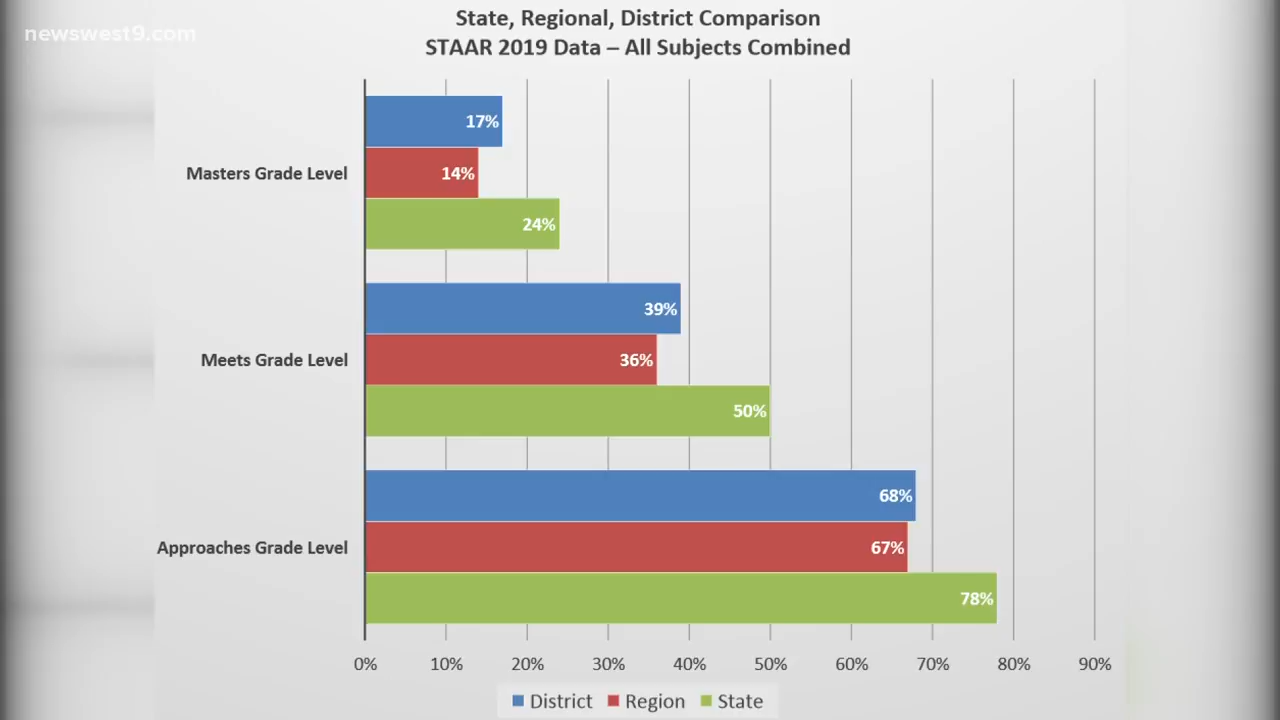 newswest9.com
State, Regional, District Comparison
STAAR 2019 Data – All Subjects Combined
17%
Masters Grade Level
14%
24%
39%
Meets Grade Level
36%
50%
68%
Approaches Grade Level
67%
78%
0% 10% 20% 30% 40% 50% 60% 70% 80% 90%
District Region State